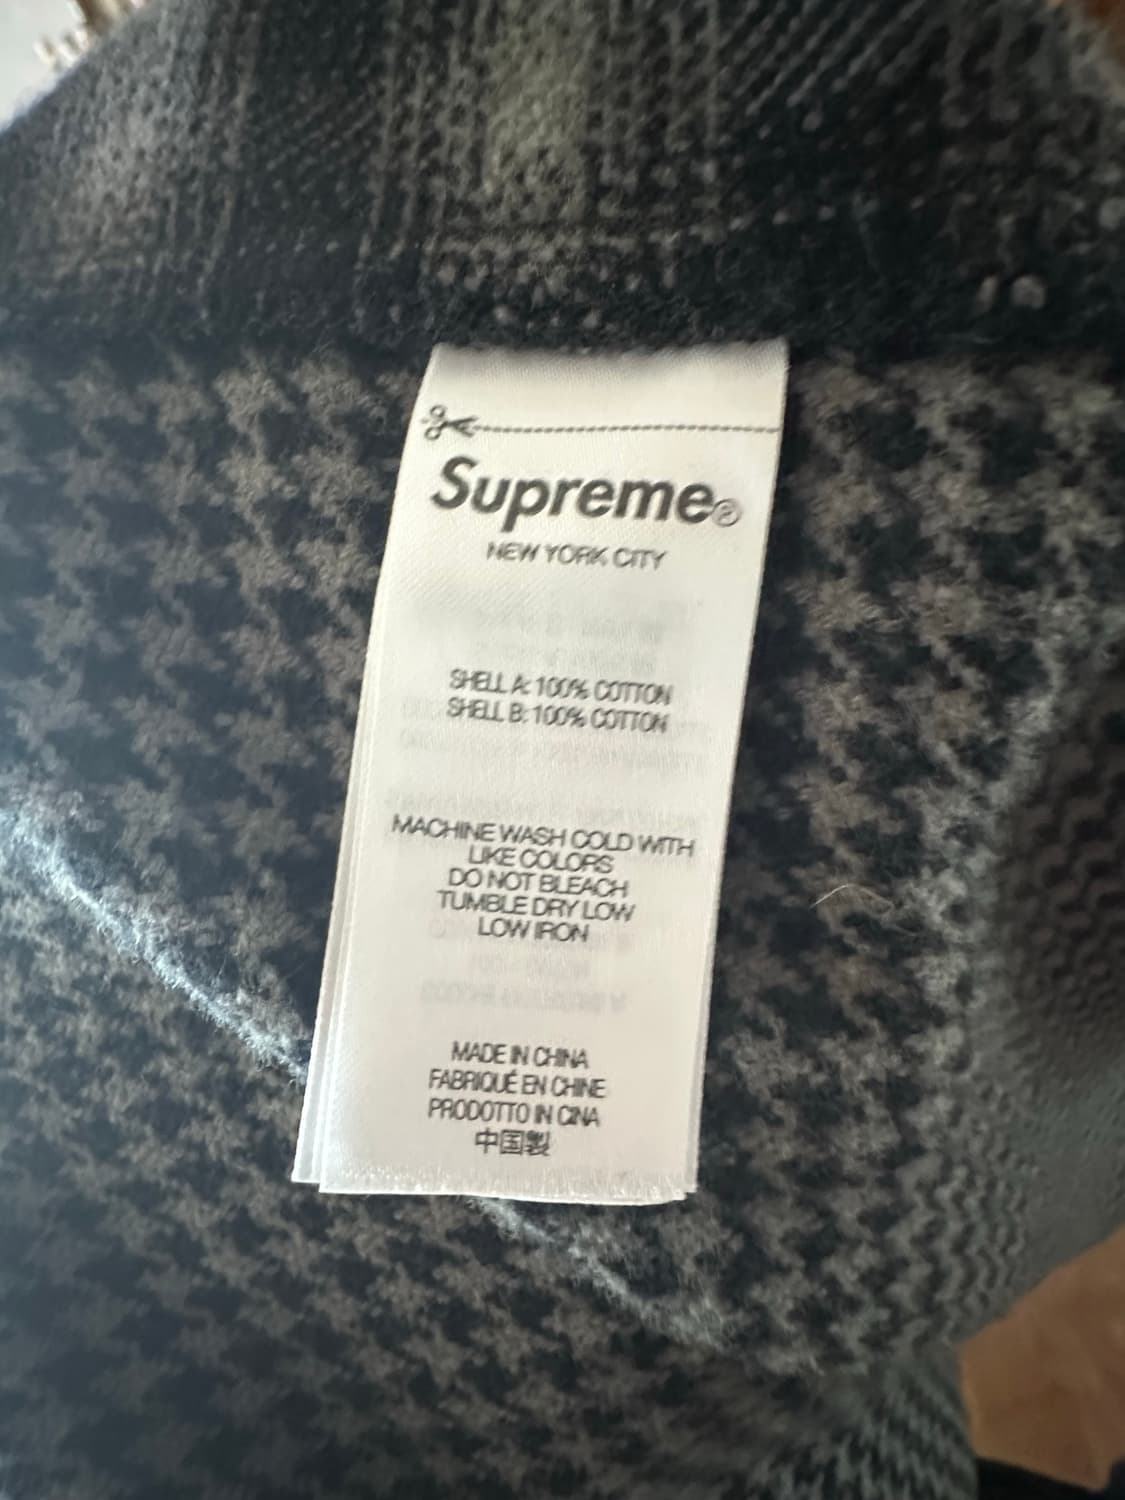 Supreme®
NEW YORK CITY
SHELL A: 100% COTTON
SHELL B: 100% COTTON
MACHINE WASH COLD WITH
LIKE COLORS
DO NOT BLEACH
TUMBLE DRY LOW
LOW IRON
MADE IN CHINA
FABRIQUÉ EN CHINE
PRODOTTO IN CINA
中国製